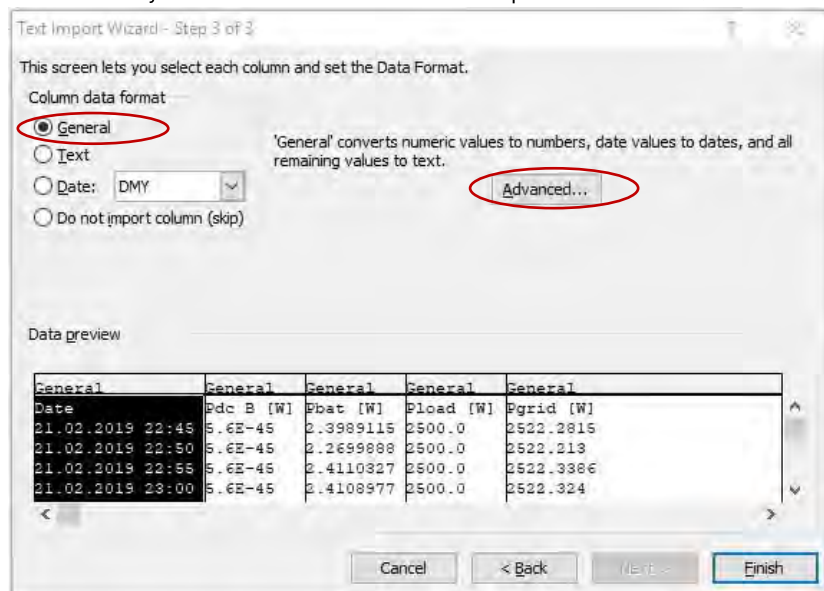 Text Import Wizard - Step 3 of 3
This screen lets you select each column and set the Data Format.
Column data format
General
Text
Date: DMY
Do not import column (skip)
'General' converts numeric values to numbers, date values to dates, and all
remaining values to text.
Advanced...
Data preview
General General General General General
Date Pdc B [W] Pbat [W] Pload [W] Pgrid [W]
21.02.2019 22:45 5.6E-45 2.3989115 2500.0 2522.2815
21.02.2019 22:50 5.6E-45 2.2699888 2500.0 2522.213
21.02.2019 22:55 5.6E-45 2.4110327 2500.0 2522.3386
21.02.2019 23:00 5.6E-45 2.4108977 2500.0 2522.324
Cancel < Back Next > Finish